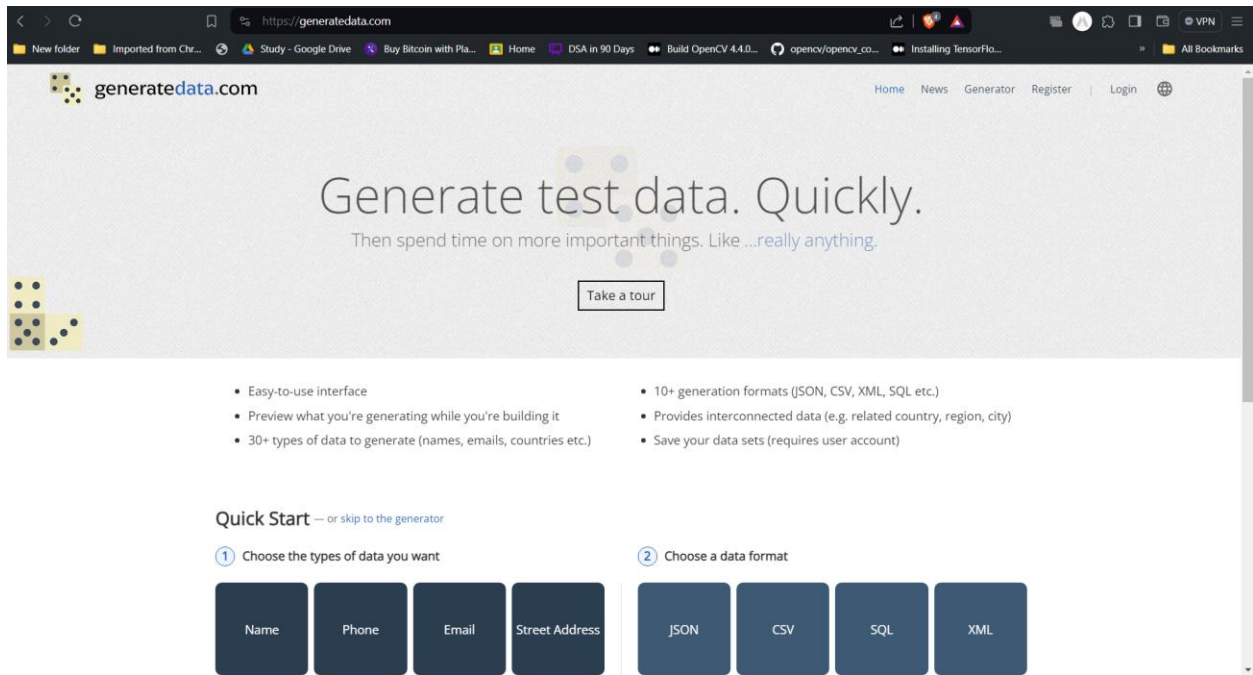 https://generatedata.com
VPN
New folder Imported from Chr... Study - Google Drive Buy Bitcoin with Pla... Home DSA in 90 Days Build OpenCV 4.4.0... opencv/opencv_co... Installing TensorFlo... » All Bookmarks
generatedata.com
Home News Generator Register | Login
Generate test data. Quickly.
Then spend time on more important things. Like ...really anything.
Take a tour
• Easy-to-use interface
• Preview what you're generating while you're building it
• 30+ types of data to generate (names, emails, countries etc.)
• 10+ generation formats (JSON, CSV, XML, SQL etc.)
• Provides interconnected data (e.g. related country, region, city)
• Save your data sets (requires user account)
Quick Start — or skip to the generator
1 Choose the types of data you want
Name Phone Email Street Address
2 Choose a data format
JSON CSV SQL XML